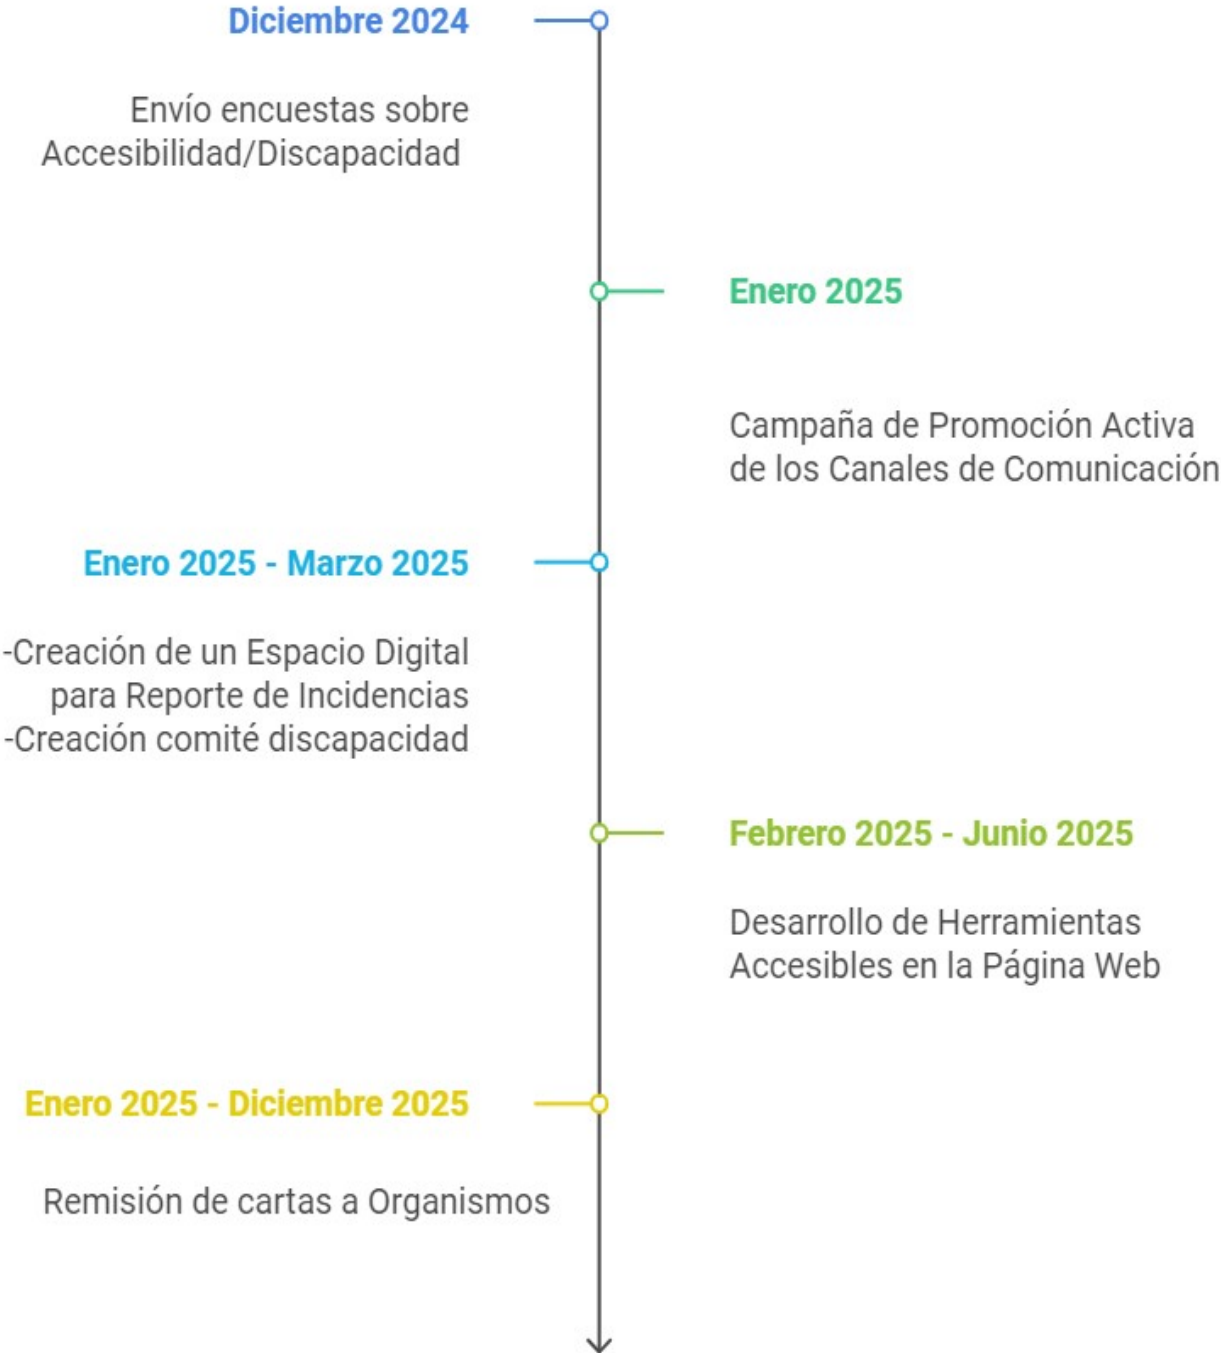 Diciembre 2024
Envío encuestas sobre
Accesibilidad/Discapacidad
Enero 2025
Campaña de Promoción Activa
de los Canales de Comunicación
Enero 2025 - Marzo 2025
-Creación de un Espacio Digital
para Reporte de Incidencias
-Creación comité discapacidad
Febrero 2025 - Junio 2025
Desarrollo de Herramientas
Accesibles en la Página Web
Enero 2025 - Diciembre 2025
Remisión de cartas a Organismos